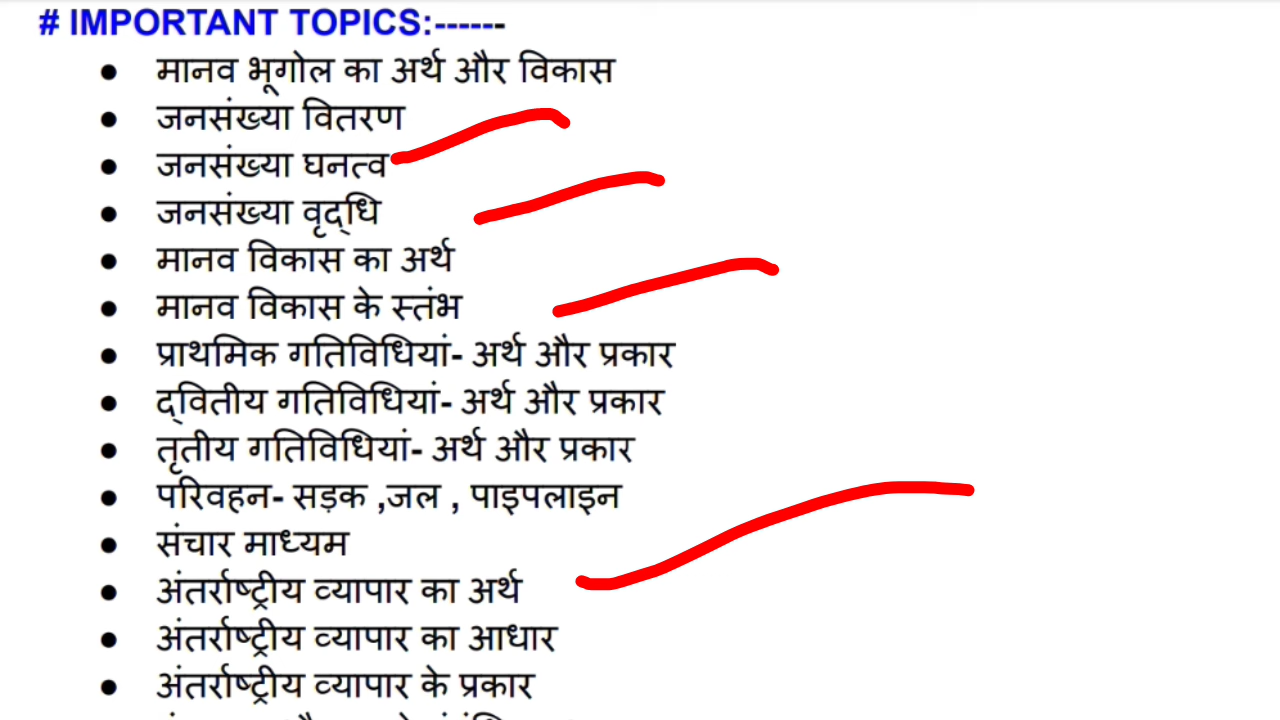 # IMPORTANT TOPICS:------
● मानव भूगोल का अर्थ और विकास
● जनसंख्या वितरण
● जनसंख्या घनत्व
● जनसंख्या वृद्धि
● मानव विकास का अर्थ
● मानव विकास के स्तंभ
● प्राथमिक गतिविधियां- अर्थ और प्रकार
● द्वितीय गतिविधियां- अर्थ और प्रकार
● तृतीय गतिविधियां- अर्थ और प्रकार
● परिवहन- सड़क ,जल , पाइपलाइन
● संचार माध्यम
● अंतर्राष्ट्रीय व्यापार का अर्थ
● अंतर्राष्ट्रीय व्यापार का आधार
● अंतर्राष्ट्रीय व्यापार के प्रकार